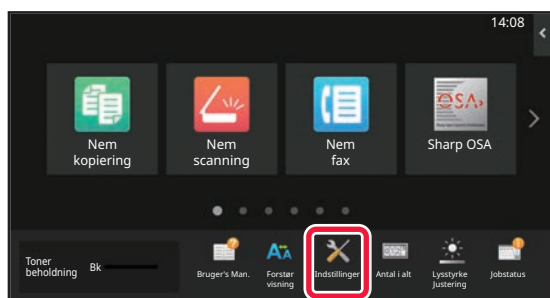 14:08
Nem
kopiering
Nem
scanning
Nem
fax
OSA
Sharp OSA
Toner
beholdning
Bk
Bruger's Man.
Forstør
visning
Indstillinger
Antal i alt
Lysstyrke
Justering
Jobstatus